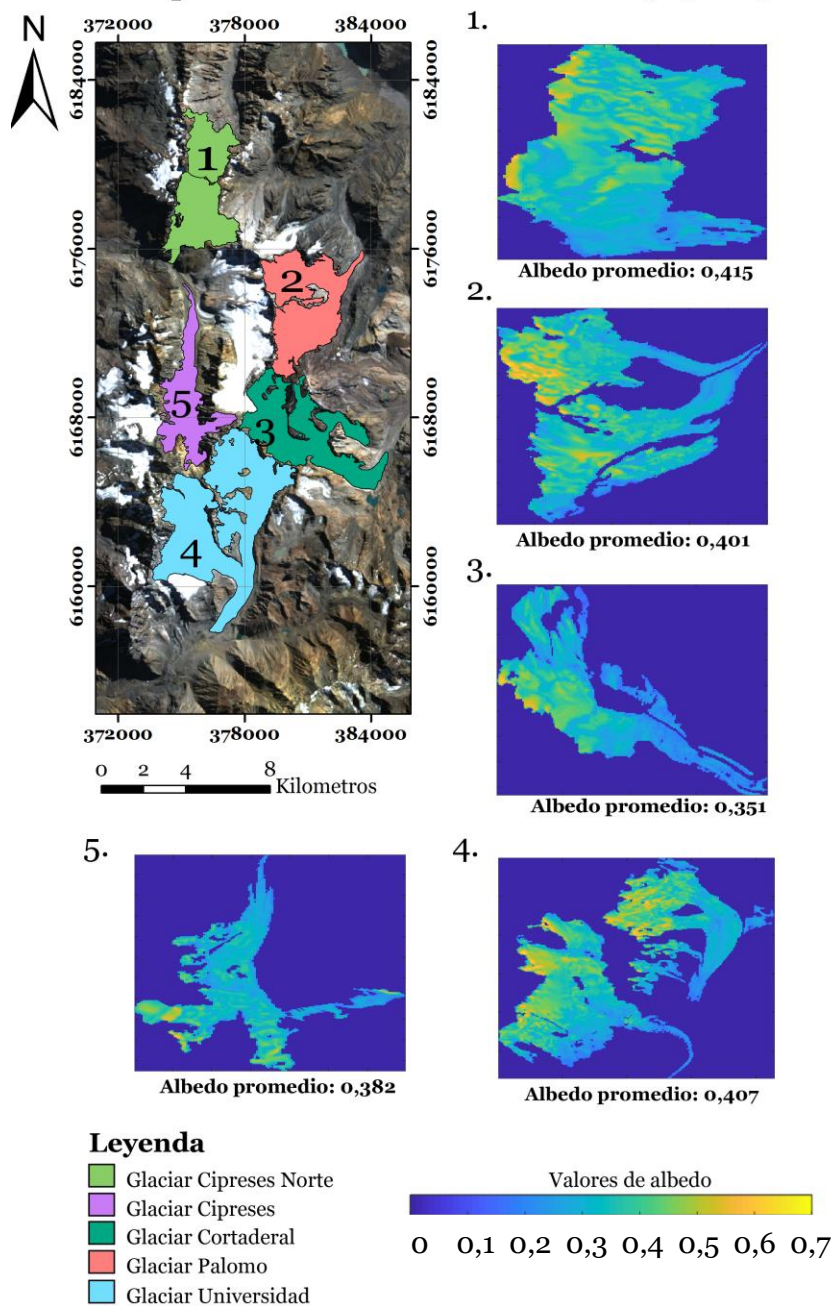 N
372000 378000 384000
1.
6184000 6184000
1
6176000 6176000
Albedo promedio: 0,415
2
2.
5
6168000 6168000
3
Albedo promedio: 0,401
4
3.
6160000 6160000
372000 378000 384000
0 2 4 8
Kilometros
Albedo promedio: 0,351
5.
4.
Albedo promedio: 0,382
Albedo promedio: 0,407
Leyenda
Glaciar Cipreses Norte
Glaciar Cipreses
Glaciar Cortaderal
Glaciar Palomo
Glaciar Universidad
Valores de albedo
0 0,1 0,2 0,3 0,4 0,5 0,6 0,7